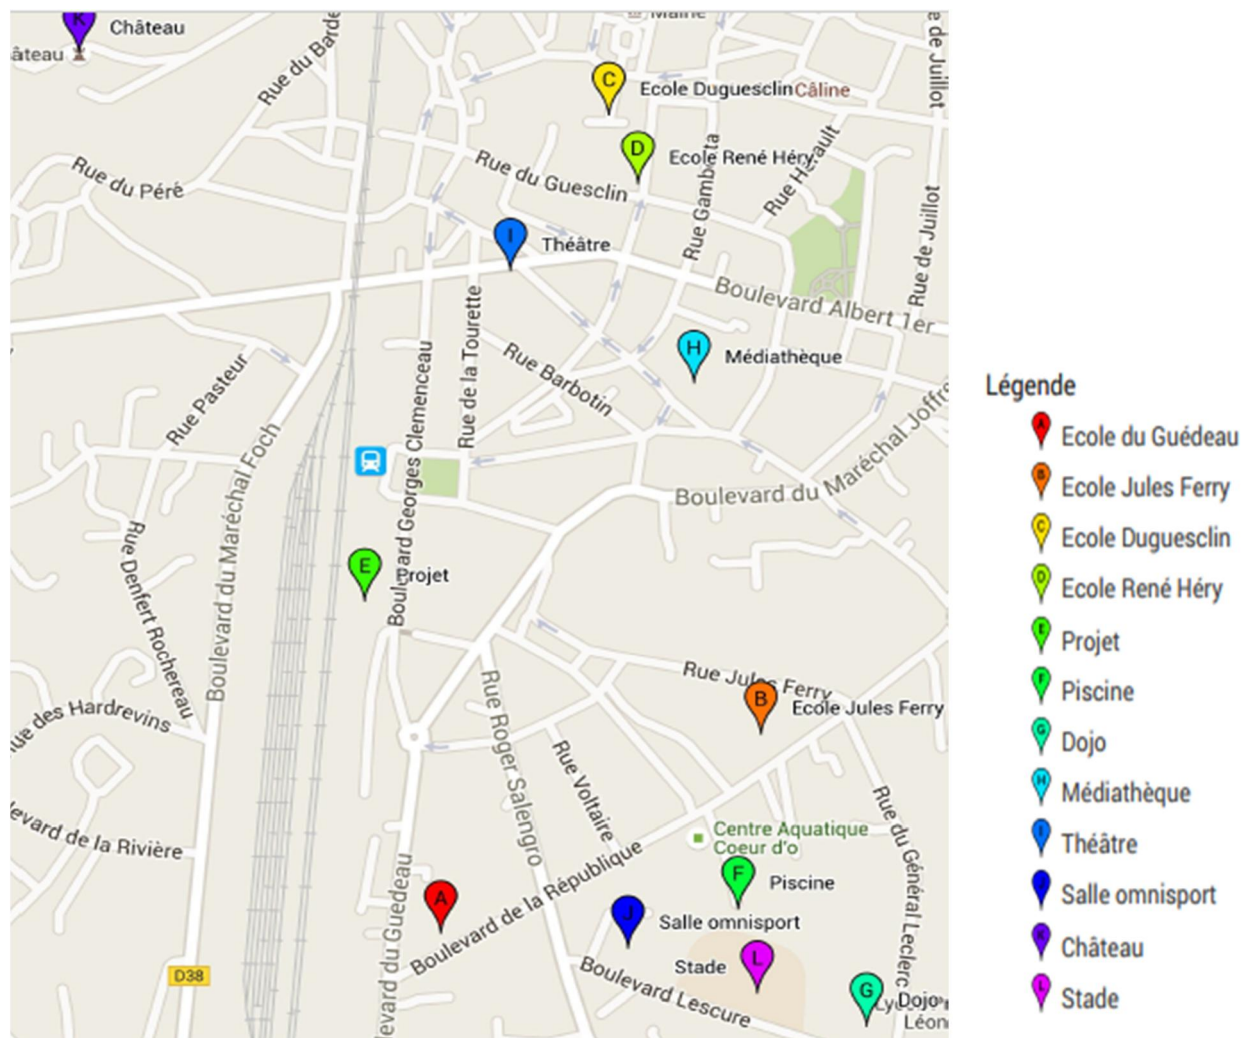 K
Château
âteau
Rue du Barde
Mairie
e de Juillot
C
Ecole Duguesclin
Câline
D
Ecole René Héry
Rue du Péré
Rue du Guesclin
Rue Gambetta
Rue Hérault
I
Théâtre
Rue de Juillot
Boulevard Albert 1er
Rue de la Tourette
H
Médiathèque
Rue Barbotin
Rue Pasteur
Boulevard Georges Clemenceau
Boulevard du Maréchal Joffre
Boulevard du Maréchal Foch
E
Projet
Rue Denfert Rochereau
Rue Jules Ferry
B
Ecole Jules Ferry
ue des Hardrevins
Rue Roger Salengro
Rue Voltaire
levard de la Rivière
Centre Aquatique
Coeur d'o
Rue du Général Leclerc
F
Piscine
A
Boulevard de la République
J
Salle omnisport
L
Stade
levard du Guedeau
D38
Boulevard Lescure
G
Dojo
Léon
Légende
A Ecole du Guédeau
B Ecole Jules Ferry
C Ecole Duguesclin
D Ecole René Héry
E Projet
F Piscine
G Dojo
H Médiathèque
I Théâtre
J Salle omnisport
K Château
L Stade